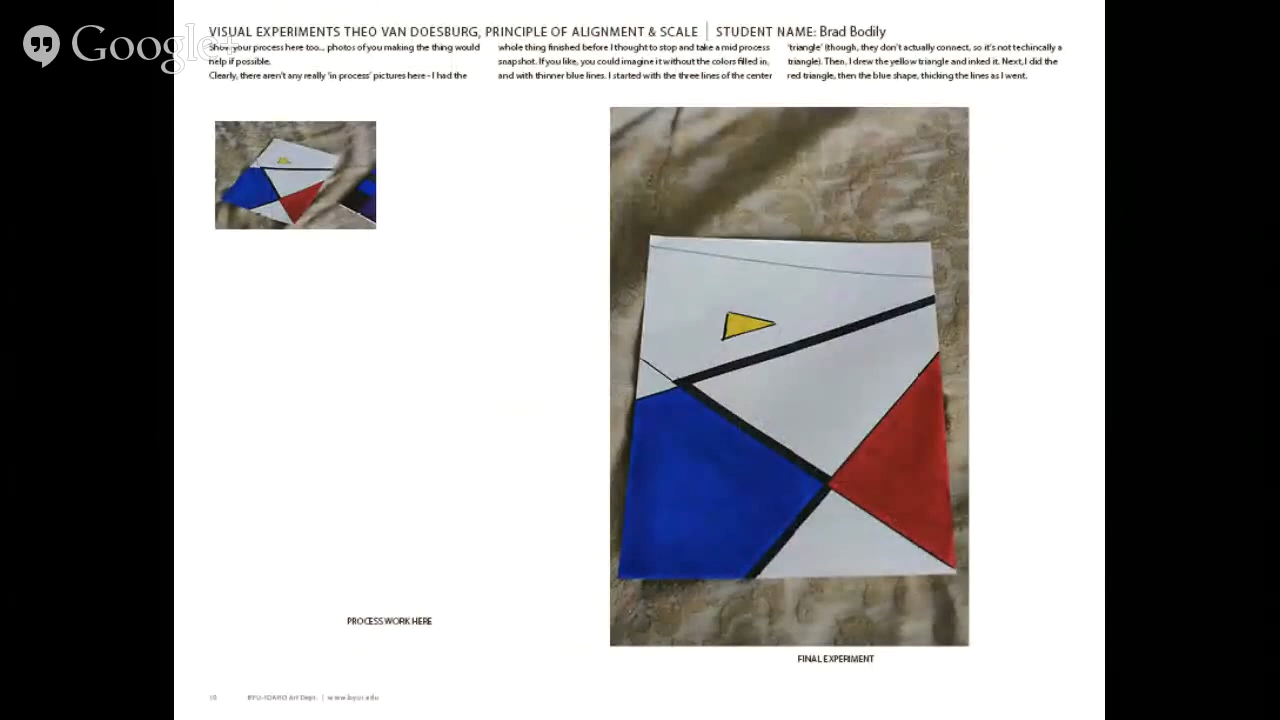 Google+
VISUAL EXPERIMENTS THEO VAN DOESBURG, PRINCIPLE OF ALIGNMENT & SCALE | STUDENT NAME: Brad Bodily
Show your process here too... photos of you making the thing would
help if possible.
Clearly, there aren't any really 'in process' pictures here - I had the
whole thing finished before I thought to stop and take a mid process
snapshot. If you like, you could imagine it without the colors filled in,
and with thinner blue lines. I started with the three lines of the center
'triangle' (though, they don't actually connect, so it's not techincally a
triangle). Then, I drew the yellow triangle and inked it. Next, I did the
red triangle, then the blue shape, thicking the lines as I went.
PROCESS WORK HERE
FINAL EXPERIMENT
10 BYU-IDAHO Art Dept. | www.byui.edu